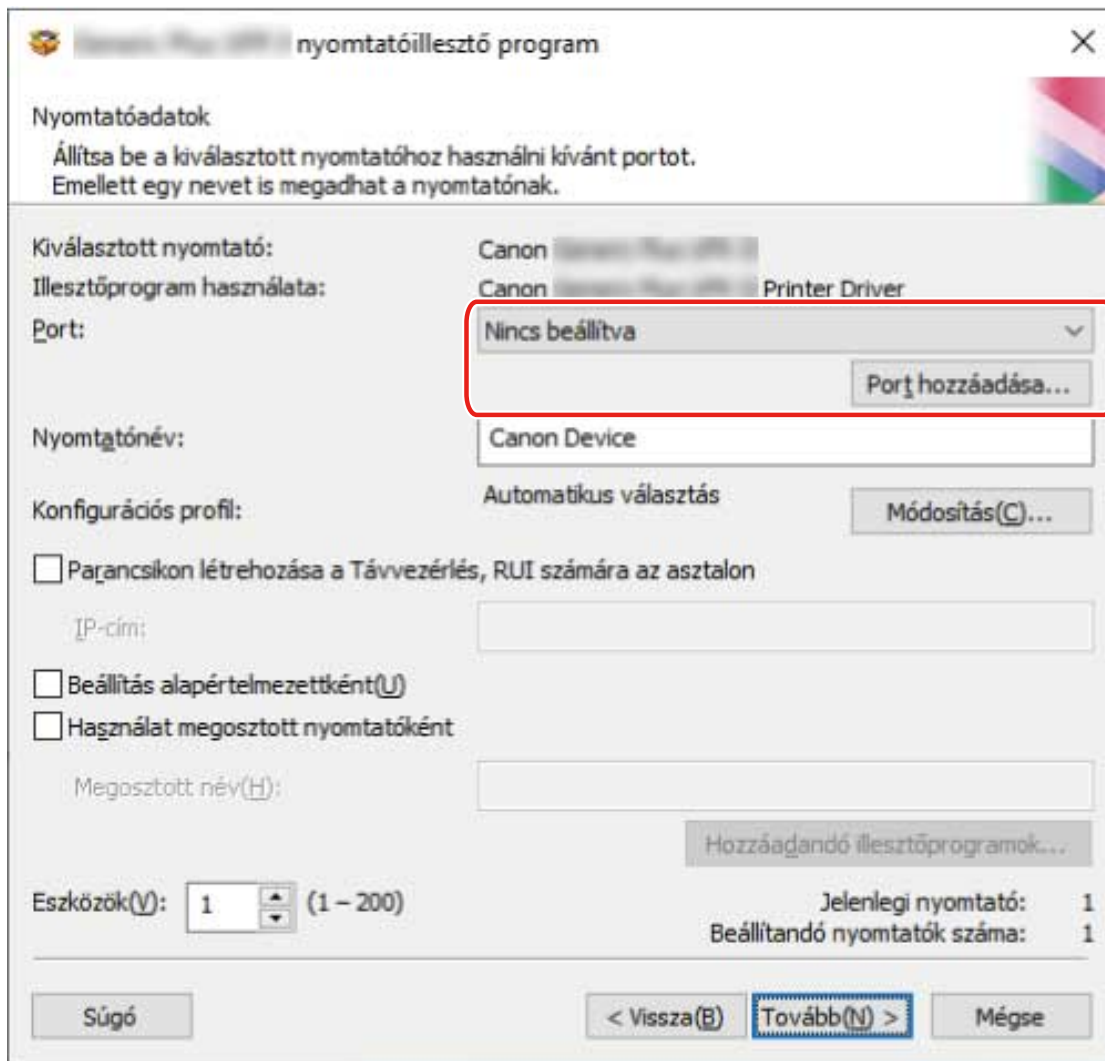 nyomtatóillesztő program
Nyomtatóadatok
Állítsa be a kiválasztott nyomtatóhoz használni kívánt portot.
Emellett egy nevet is megadhat a nyomtatónak.
Kiválasztott nyomtató: Canon
Illesztőprogram használata: Canon Printer Driver
Port: Nincs beállítva
Port hozzáadása...
Nyomtatónév: Canon Device
Konfigurációs profil: Automatikus választás Módosítás(C)...
Parancsikon létrehozása a Távvezérlés, RUI számára az asztalon
IP-cím:
Beállítás alapértelmezettként(U)
Használat megosztott nyomtatóként
Megosztott név(H):
Hozzáadandó illesztőprogramok...
Eszközök(V): 1 (1 – 200) Jelenlegi nyomtató: 1
Beállítandó nyomtatók száma: 1
Súgó < Vissza(B) Tovább(N) > Mégse